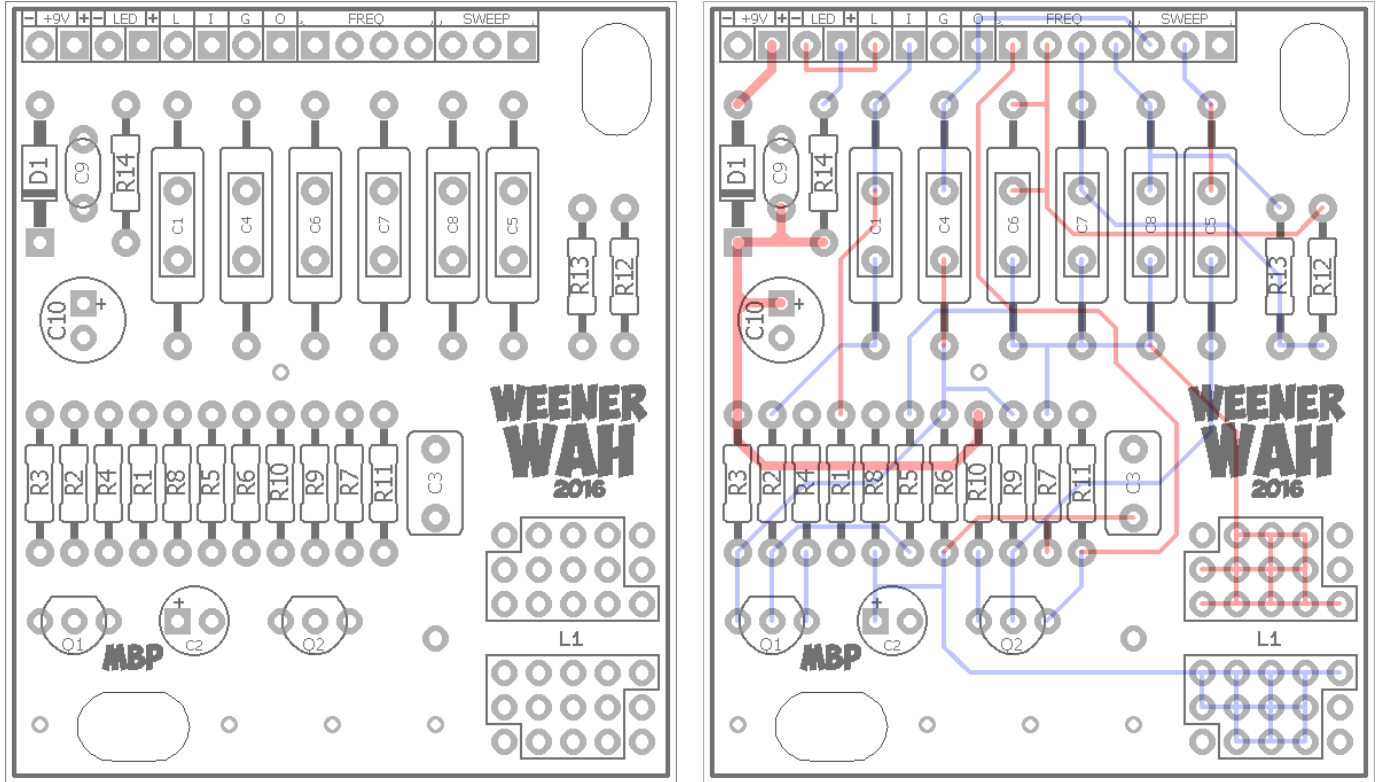 - +9V + - LED + L I G O FREQ SWEEP
D1 C9 R14 C1 C4 C6 C7 C8 C5
R13 R12
C10 +
WEENER
WAH
2016
R3 R2 R4 R1 R8 R5 R6 R10 R9 R7 R11 C3
+
Q1 C2 Q2
L1
MBP
- +9V + - LED + L I G O FREQ SWEEP
D1 C9 R14 C1 C4 C6 C7 C8 C5
R13 R12
C10 +
WEENER
WAH
2016
R3 R2 R4 R1 R8 R5 R6 R10 R9 R7 R11 C3
+
Q1 C2 Q2
L1
MBP